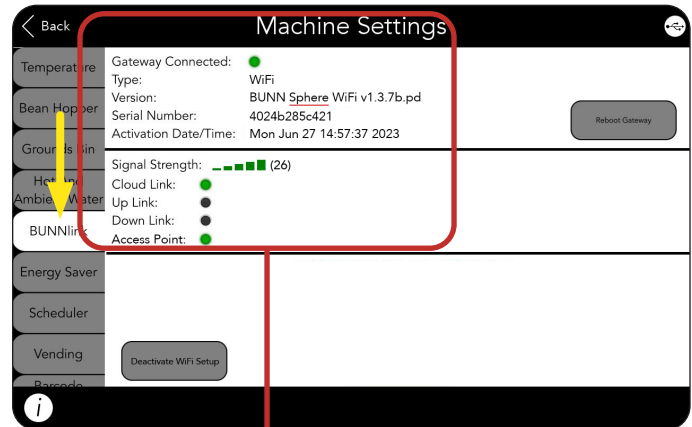 Back
Machine Settings
Temperature
Bean Hopper
Grounds Bin
Hot and
Ambient Water
BUNNlink
Energy Saver
Scheduler
Vending
Barcode
Gateway Connected:
Type: WiFi
Version: BUNN Sphere WiFi v1.3.7b.pd
Serial Number: 4024b285c421
Activation Date/Time: Mon Jun 27 14:57:37 2023
Reboot Gateway
Signal Strength: (26)
Cloud Link:
Up Link:
Down Link:
Access Point:
Deactivate WiFi Setup
i